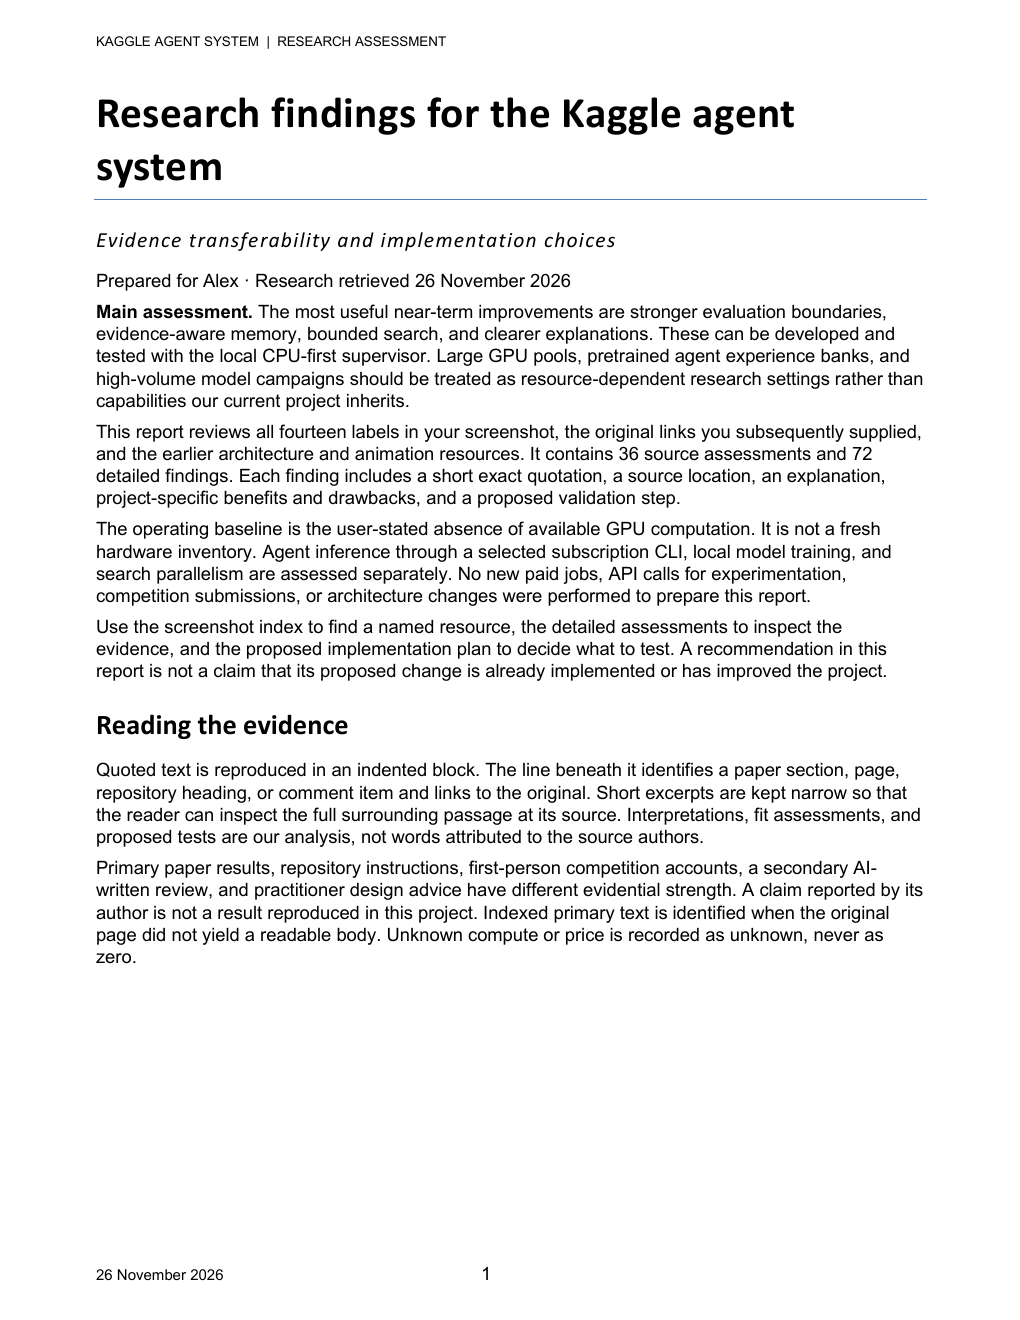 KAGGLE AGENT SYSTEM | RESEARCH ASSESSMENT
Research findings for the Kaggle agent
system
Evidence transferability and implementation choices
Prepared for Alex · Research retrieved 26 November 2026
Main assessment. The most useful near-term improvements are stronger evaluation boundaries,
evidence-aware memory, bounded search, and clearer explanations. These can be developed and
tested with the local CPU-first supervisor. Large GPU pools, pretrained agent experience banks, and
high-volume model campaigns should be treated as resource-dependent research settings rather than
capabilities our current project inherits.
This report reviews all fourteen labels in your screenshot, the original links you subsequently supplied,
and the earlier architecture and animation resources. It contains 36 source assessments and 72
detailed findings. Each finding includes a short exact quotation, a source location, an explanation,
project-specific benefits and drawbacks, and a proposed validation step.
The operating baseline is the user-stated absence of available GPU computation. It is not a fresh
hardware inventory. Agent inference through a selected subscription CLI, local model training, and
search parallelism are assessed separately. No new paid jobs, API calls for experimentation,
competition submissions, or architecture changes were performed to prepare this report.
Use the screenshot index to find a named resource, the detailed assessments to inspect the
evidence, and the proposed implementation plan to decide what to test. A recommendation in this
report is not a claim that its proposed change is already implemented or has improved the project.
Reading the evidence
Quoted text is reproduced in an indented block. The line beneath it identifies a paper section, page,
repository heading, or comment item and links to the original. Short excerpts are kept narrow so that
the reader can inspect the full surrounding passage at its source. Interpretations, fit assessments, and
proposed tests are our analysis, not words attributed to the source authors.
Primary paper results, repository instructions, first-person competition accounts, a secondary AI-
written review, and practitioner design advice have different evidential strength. A claim reported by its
author is not a result reproduced in this project. Indexed primary text is identified when the original
page did not yield a readable body. Unknown compute or price is recorded as unknown, never as
zero.
26 November 2026
1